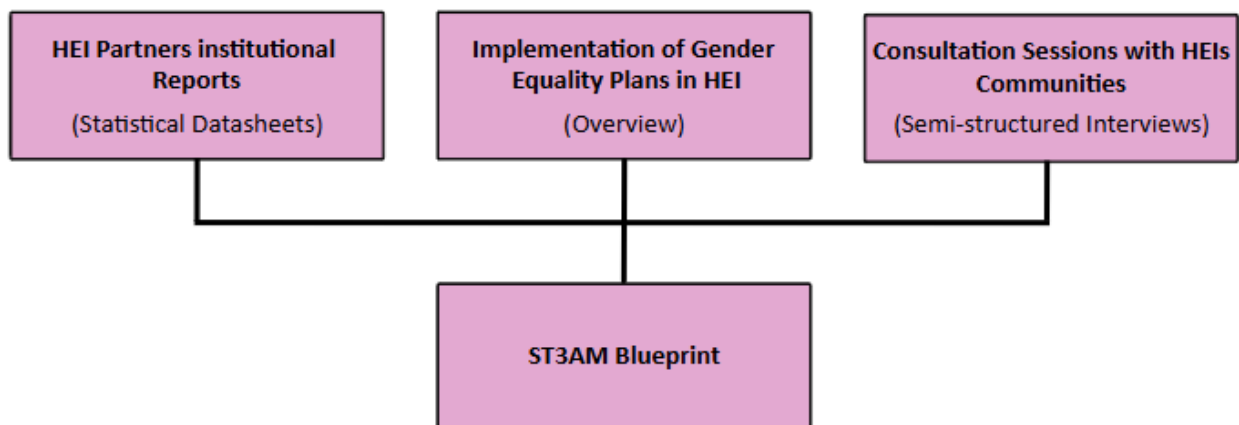 HEI Partners institutional
Reports
(Statistical Datasheets)
Implementation of Gender
Equality Plans in HEI
(Overview)
Consultation Sessions with HEIs
Communities
(Semi-structured Interviews)
ST3AM Blueprint